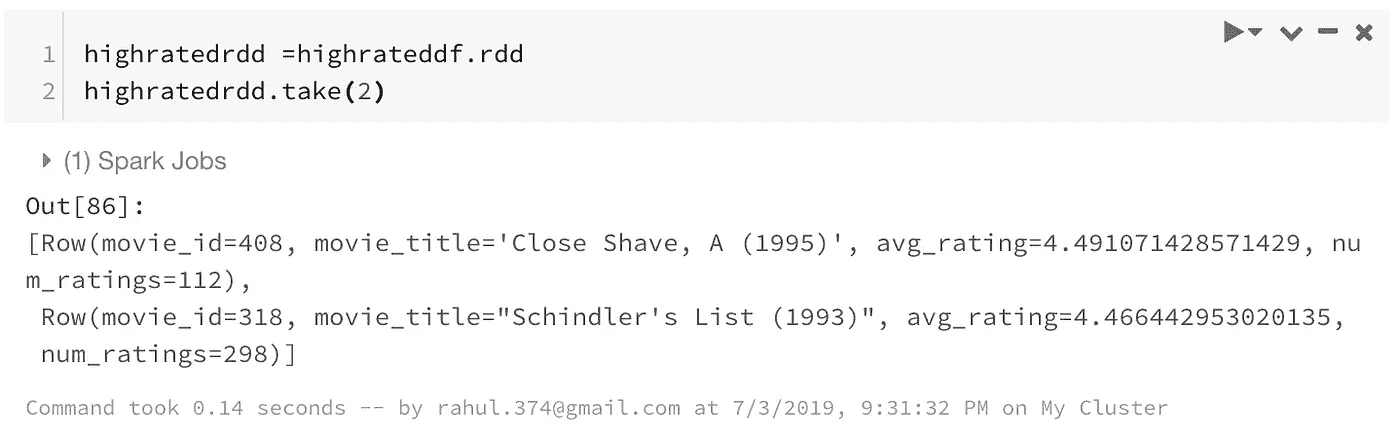 1 highratedrdd =highrateddf.rdd
2 highratedrdd.take(2)
(1) Spark Jobs
Out[86]:
[Row(movie_id=408, movie_title='Close Shave, A (1995)', avg_rating=4.491071428571429, nu
m_ratings=112),
Row(movie_id=318, movie_title="Schindler's List (1993)", avg_rating=4.466442953020135,
num_ratings=298)]
Command took 0.14 seconds -- by rahul.374@gmail.com at 7/3/2019, 9:31:32 PM on My Cluster